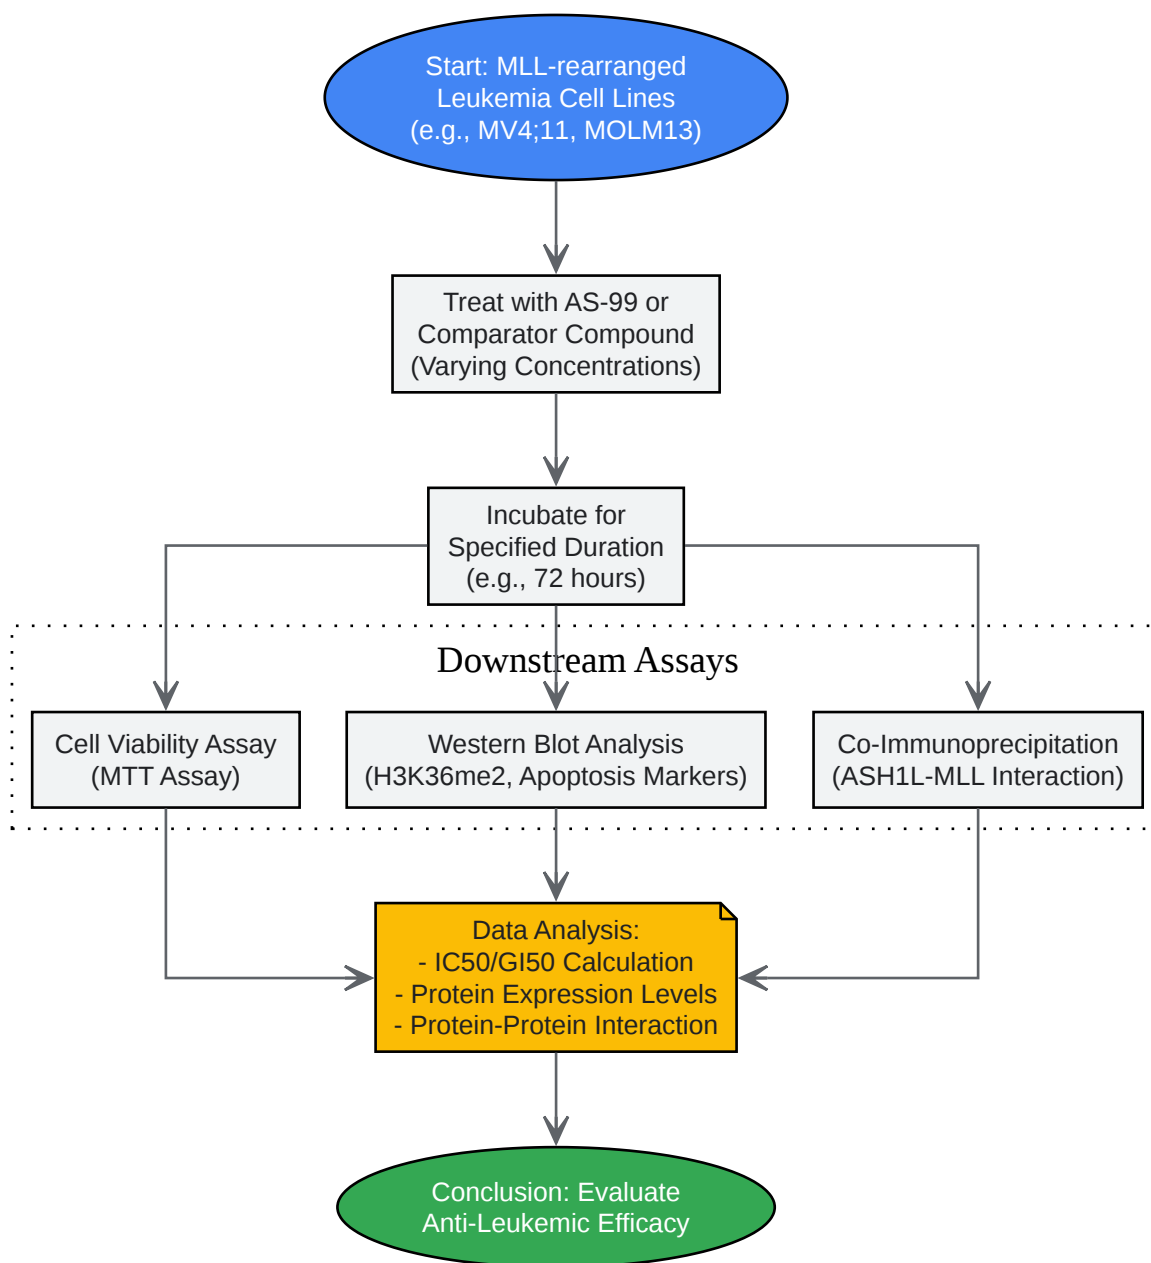 Start: MLL-rearranged
Leukemia Cell Lines
(e.g., MV4;11, MOLM13)
Treat with AS-99 or
Comparator Compound
(Varying Concentrations)
Incubate for
Specified Duration
(e.g., 72 hours)
Downstream Assays
Cell Viability Assay
(MTT Assay)
Western Blot Analysis
(H3K36me2, Apoptosis Markers)
Co-Immunoprecipitation
(ASH1L-MLL Interaction)
Data Analysis:
- IC50/GI50 Calculation
- Protein Expression Levels
- Protein-Protein Interaction
Conclusion: Evaluate
Anti-Leukemic Efficacy